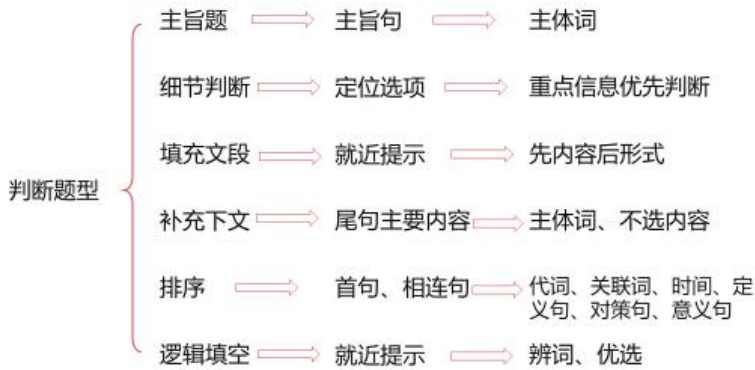 主旨题 主旨句 主体词
细节判断 定位选项 重点信息优先判断
填充文段 就近提示 先内容后形式
判断题型
补充下文 尾句主要内容 主体词、不选内容
排序 首句、相连句 代词、关联词、时间、定
义句、对策句、意义句
逻辑填空 就近提示 辨词、优选